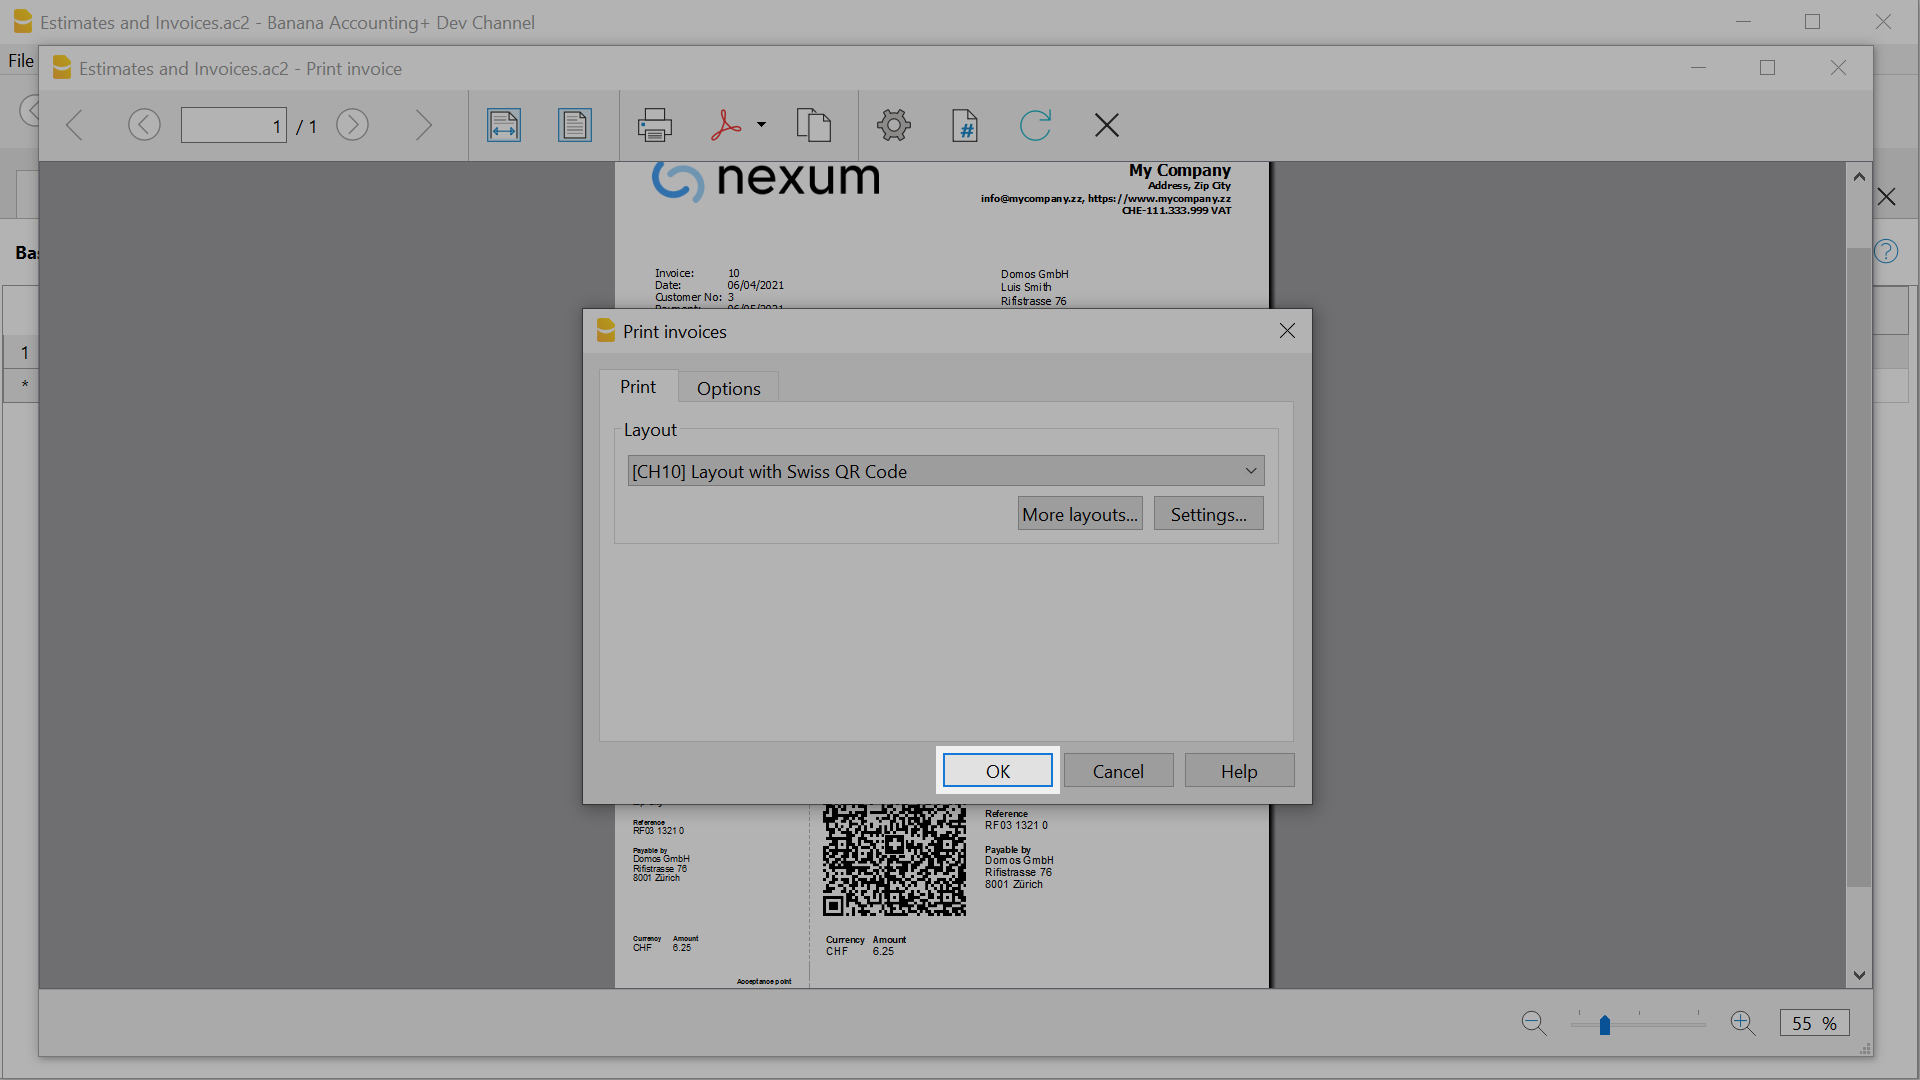 Estimates and Invoices.ac2 - Banana Accounting+ Dev Channel
File
Estimates and Invoices.ac2 - Print invoice
1 / 1
nexum
My Company
Address, Zip City
info@mycompany.zz, https://www.mycompany.zz
CHE-111.333.999 VAT
Bas
?
Invoice: 10
Date: 06/04/2021
Customer No: 3
Domos GmbH
Luis Smith
Rifistrasse 76
1
*
Print invoices
Print
Options
Layout
[CH10] Layout with Swiss QR Code
More layouts...
Settings...
OK
Cancel
Help
Reference
RF03 1321 0
Payable by
Domos GmbH
Rifistrasse 76
8001 Zürich
Currency Amount
CHF 6.25
Acceptance point
Reference
RF03 1321 0
Payable by
Domos GmbH
Rifistrasse 76
8001 Zürich
Currency Amount
CHF 6.25
55 %